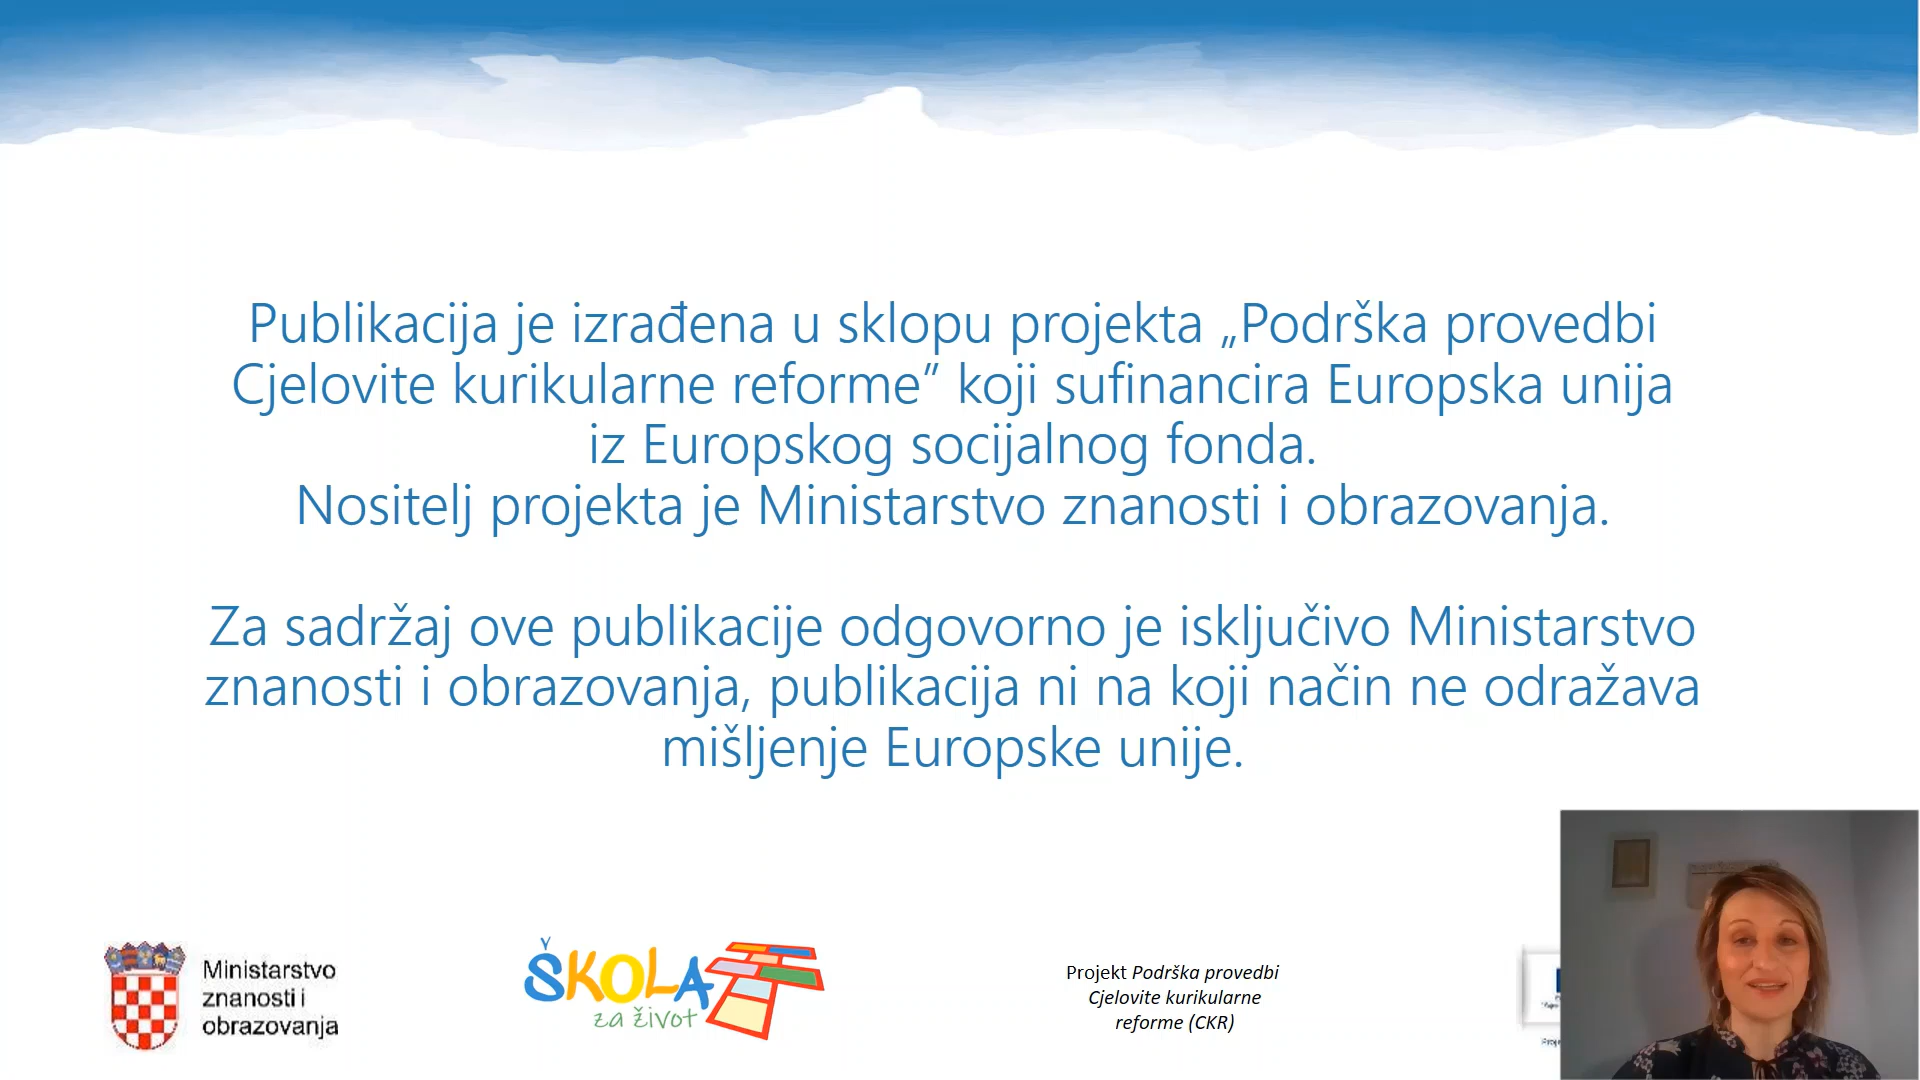 Publikacija je izrađena u sklopu projekta „Podrška provedbi
Cjelovite kurikularne reforme” koji sufinancira Europska unija
iz Europskog socijalnog fonda.
Nositelj projekta je Ministarstvo znanosti i obrazovanja.
Za sadržaj ove publikacije odgovorno je isključivo Ministarstvo
znanosti i obrazovanja, publikacija ni na koji način ne odražava
mišljenje Europske unije.
Ministarstvo
znanosti i
obrazovanja
ŠKOLA
za život
Projekt Podrška provedbi
Cjelovite kurikularne
reforme (CKR)